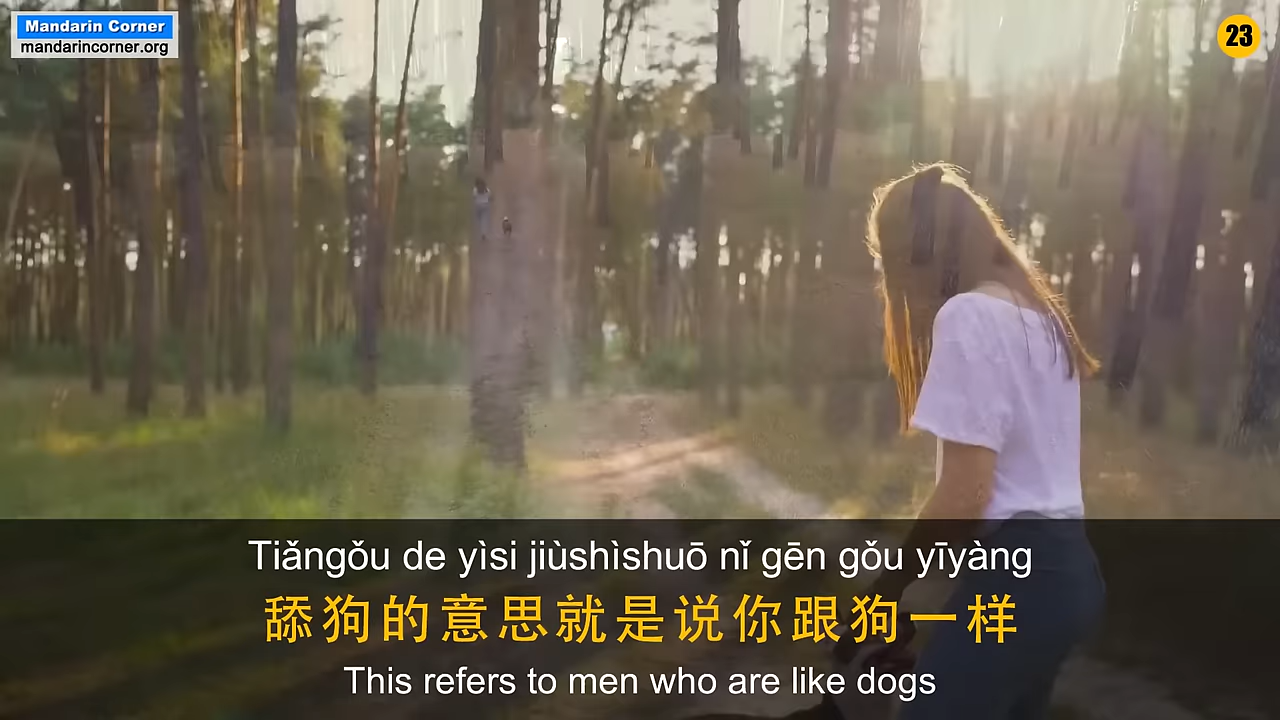 Mandarin Corner
mandarincorner.org
23
Tiǎngǒu de yìsi jiùshìshuō nǐ gēn gǒu yīyàng
舔狗的意思就是说你跟狗一样
This refers to men who are like dogs